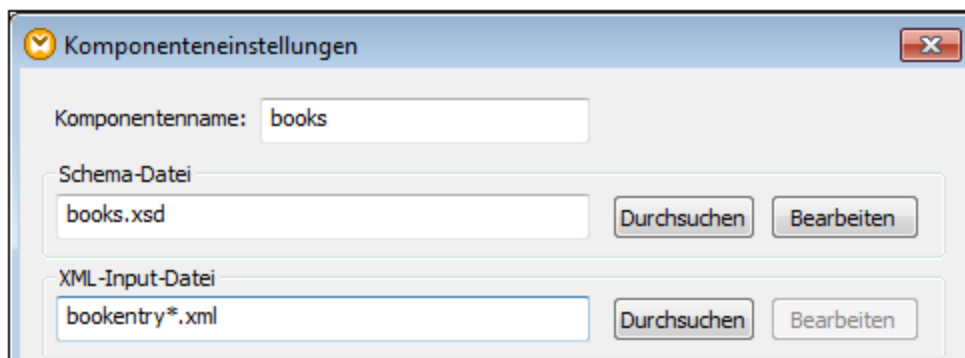 Komponenteneinstellungen
Komponentenname: books
Schema-Datei
books.xsd Durchsuchen Bearbeiten
XML-Input-Datei
bookentry*.xml Durchsuchen Bearbeiten